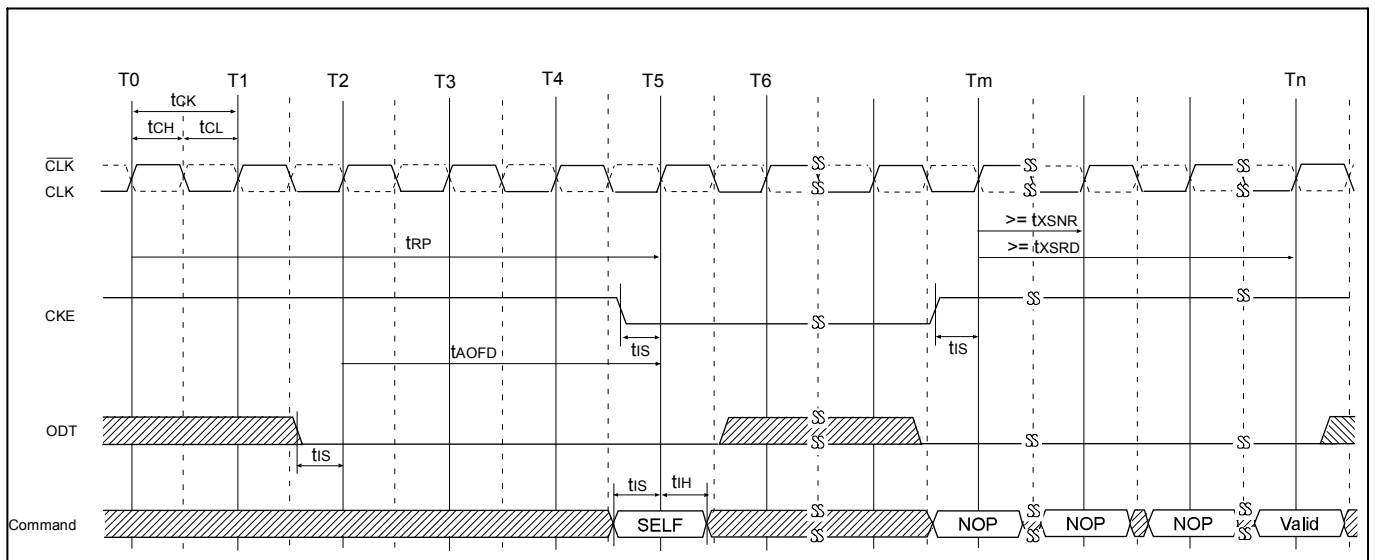 T0 T1 T2 T3 T4 T5 T6 Tm Tn
tCK
tCH tCL
CLK
CLK
>= tXSNR
tRP
>= tXSRD
CKE
tIS
tIS
tAOFD
ODT
tIS
tIS tIH
Command
SELF NOP NOP NOP Valid